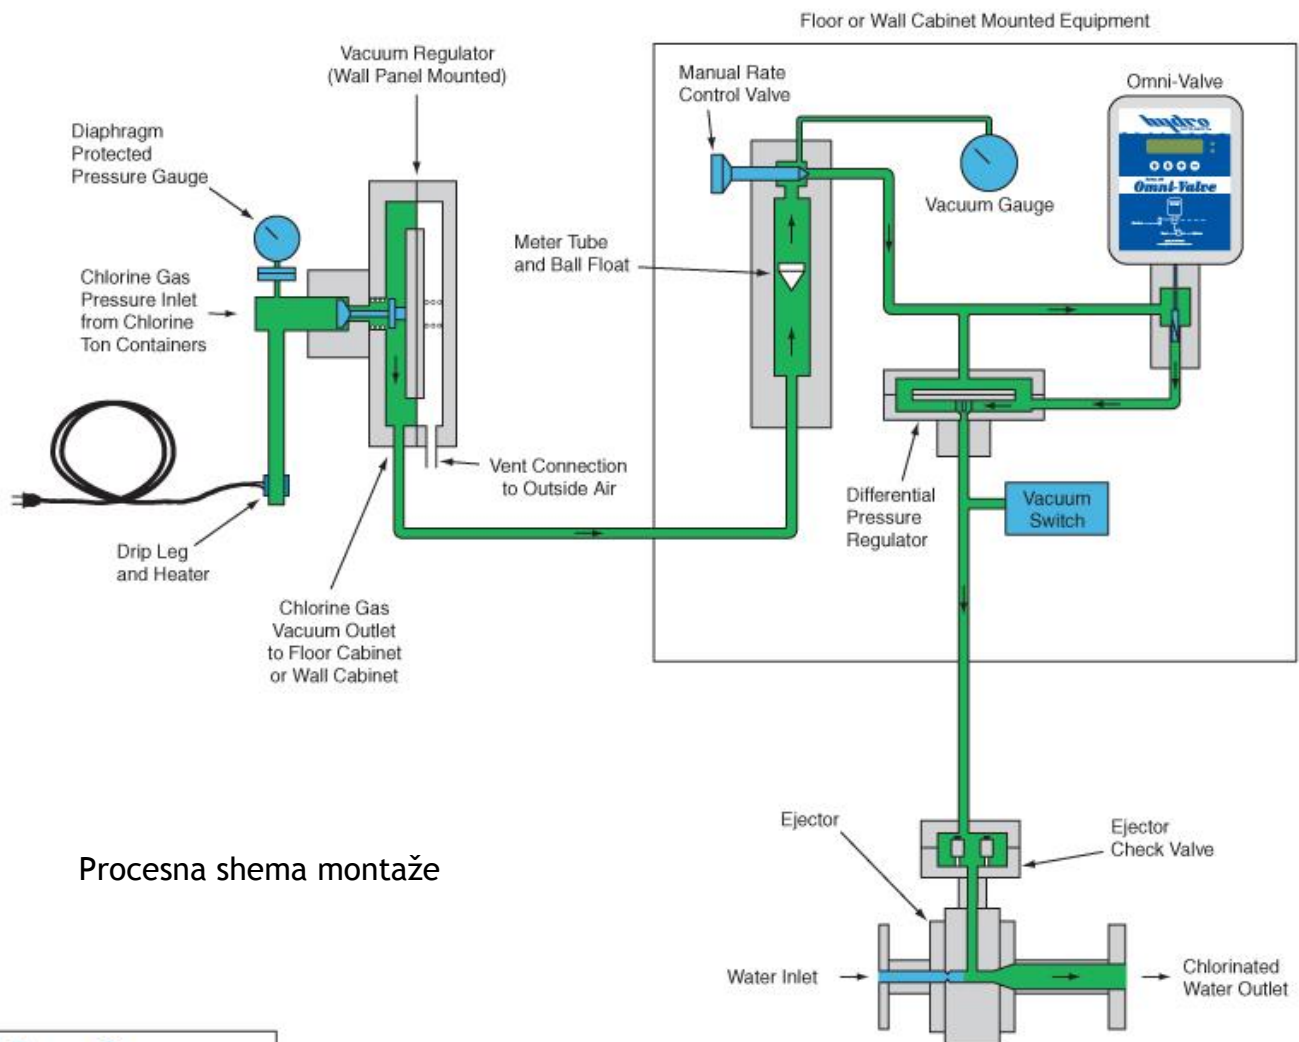 Floor or Wall Cabinet Mounted Equipment
Vacuum Regulator
(Wall Panel Mounted)
Manual Rate
Control Valve
Omni-Valve
Diaphragm
Protected
Pressure Gauge
hydro
Omni-Valve
Vacuum Gauge
Meter Tube
and Ball Float
Chlorine Gas
Pressure Inlet
from Chlorine
Ton Containers
Vent Connection
to Outside Air
Differential
Pressure
Regulator
Vacuum
Switch
Drip Leg
and Heater
Chlorine Gas
Vacuum Outlet
to Floor Cabinet
or Wall Cabinet
Ejector
Ejector
Check Valve
Procesna shema montaže
Water Inlet
Chlorinated
Water Outlet